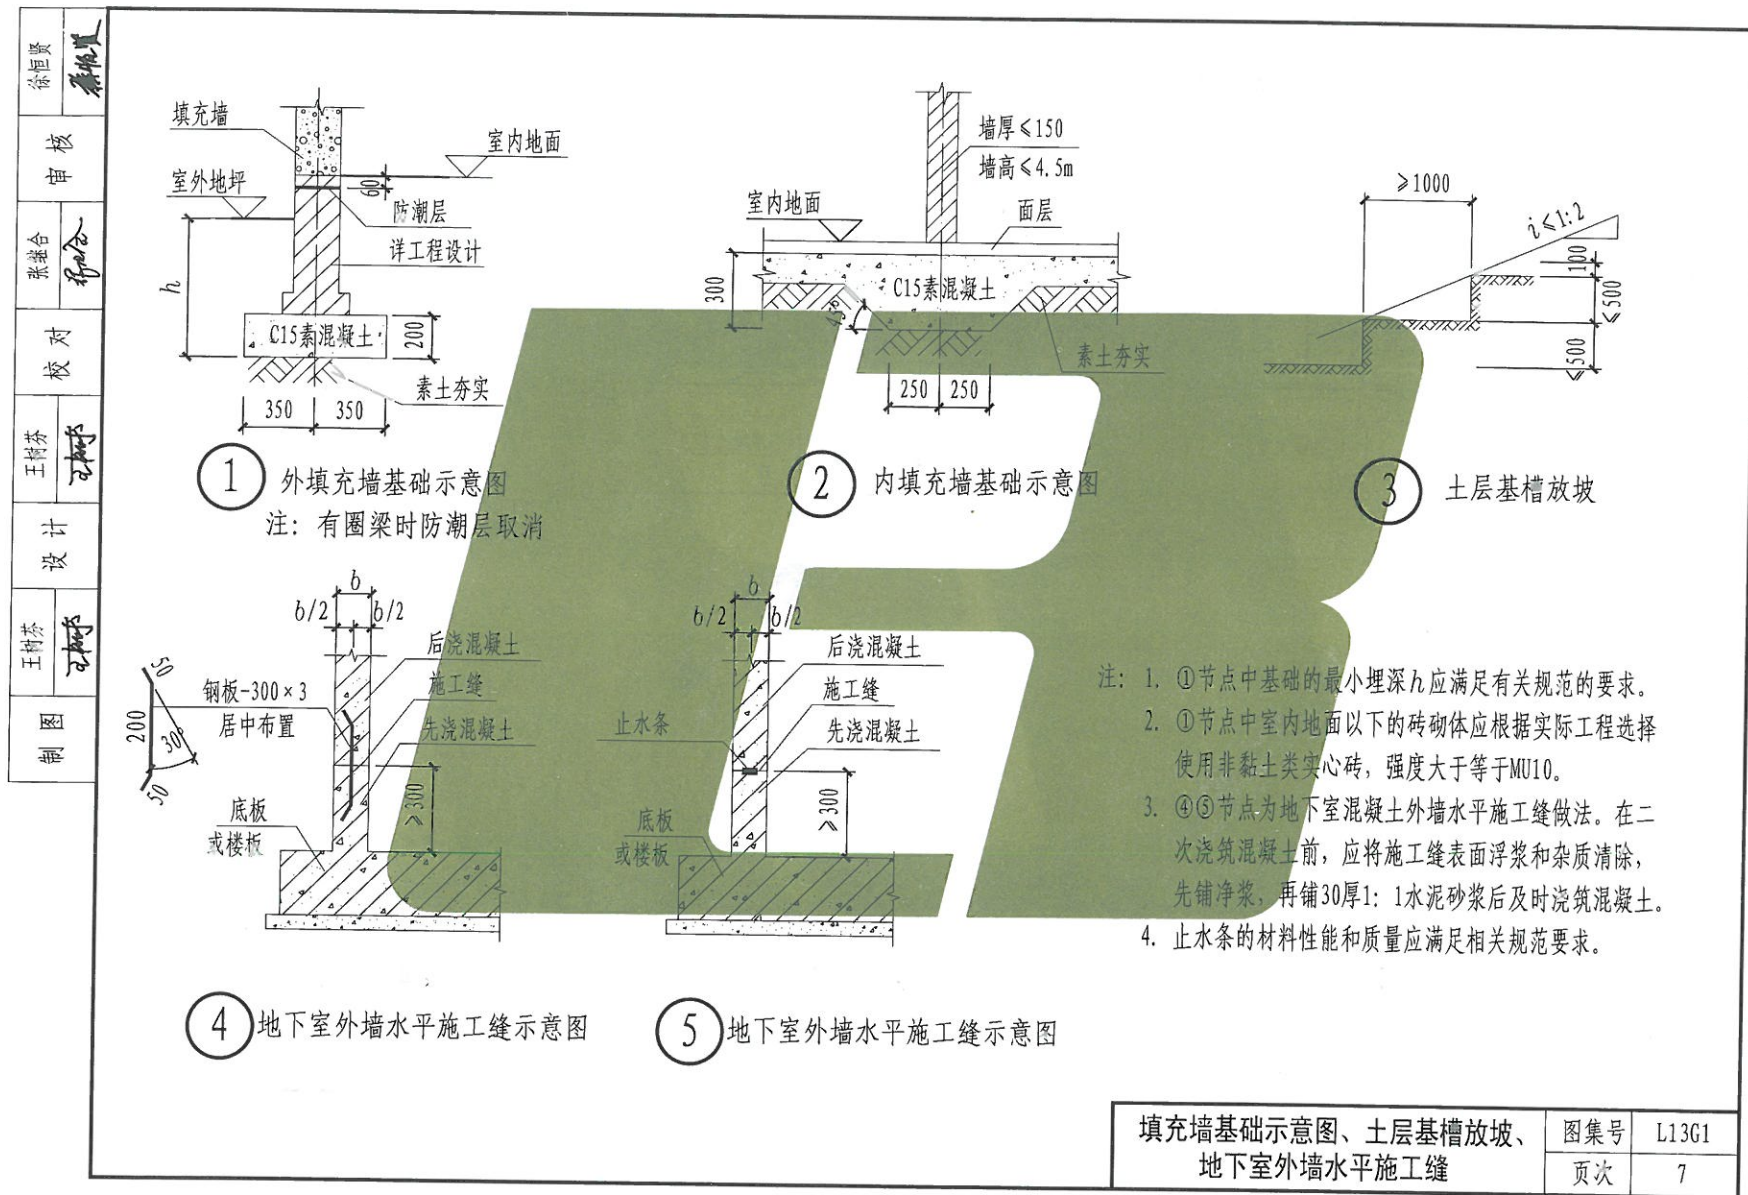 徐恒贤
审核
张继合
校对
王树芬
设计
王树芬
制图
填充墙
室外地坪
室内地面
60
防潮层
详工程设计
h
C15素混凝土
200
素土夯实
350
350
1
外填充墙基础示意图
注：有圈梁时防潮层取消
墙厚≤150
墙高≤4.5m
室内地面
面层
300
C15素混凝土
45°
素土夯实
250
250
2
内填充墙基础示意图
≥1000
i≤1:2
100
≤500
≤500
3
土层基槽放坡
b
b/2
b/2
后浇混凝土
施工缝
先浇混凝土
钢板-300×3
居中布置
50
200
30°
50
≥300
底板
或楼板
4
地下室外墙水平施工缝示意图
b
b/2
b/2
后浇混凝土
施工缝
先浇混凝土
止水条
≥300
底板
或楼板
5
地下室外墙水平施工缝示意图
注：1. ①节点中基础的最小埋深h应满足有关规范的要求。
2. ①节点中室内地面以下的砖砌体应根据实际工程选择
使用非黏土类实心砖，强度大于等于MU10。
3. ④⑤节点为地下室混凝土外墙水平施工缝做法。在二
次浇筑混凝土前，应将施工缝表面浮浆和杂质清除，
先铺净浆，再铺30厚1：1水泥砂浆后及时浇筑混凝土。
4. 止水条的材料性能和质量应满足相关规范要求。
填充墙基础示意图、土层基槽放坡、
地下室外墙水平施工缝
图集号
L13G1
页次
7